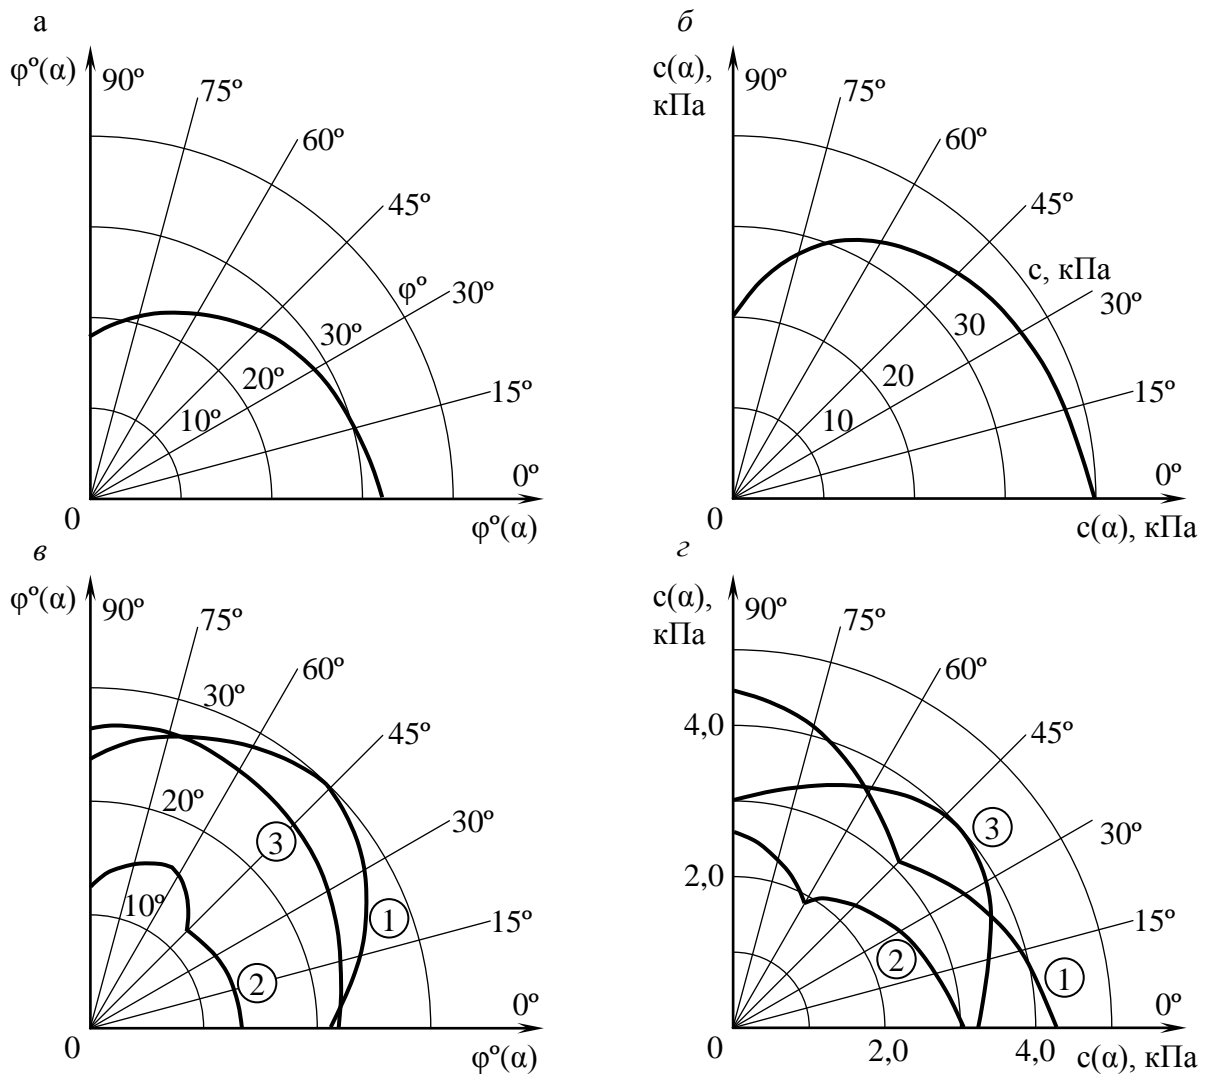 а
φº(α)
90º
75º
60º
45º
φº
30º
30º
20º
10º
15º
0º
0
φº(α)
б
c(α),
кПа
90º
75º
60º
45º
c, кПа
30º
30
20
10
15º
0º
0
c(α), кПа
в
φº(α)
90º
75º
60º
30º
45º
20º
30º
3
10º
1
15º
2
0º
0
φº(α)
г
c(α),
кПа
90º
75º
60º
4,0
45º
3
30º
2,0
15º
2
1
0º
0
2,0
4,0
c(α), кПа